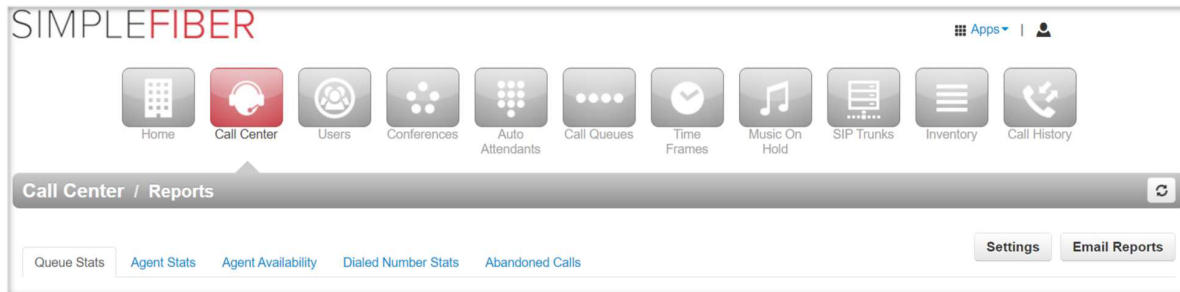 SIMPLEFIBER
Apps |
Home Call Center Users Conferences Auto Attendants Call Queues Time Frames Music On Hold SIP Trunks Inventory Call History
Call Center / Reports
Settings Email Reports
Queue Stats Agent Stats Agent Availability Dialed Number Stats Abandoned Calls